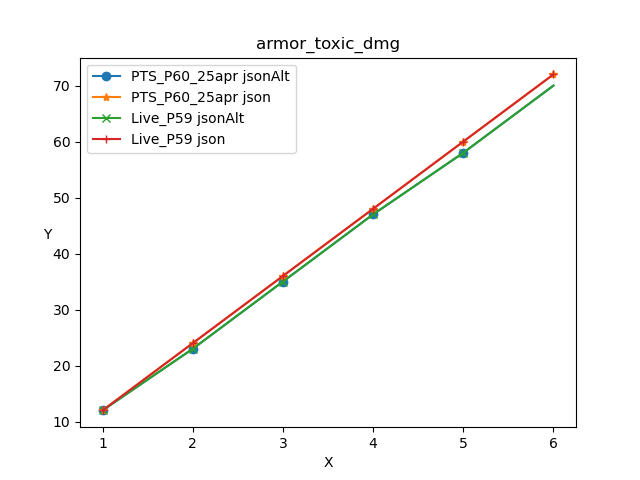 armor_toxic_dmg
PTS_P60_25apr jsonAlt
PTS_P60_25apr json
Live_P59 jsonAlt
Live_P59 json
70
60
50
40
30
20
10
Y
1 2 3 4 5 6
X